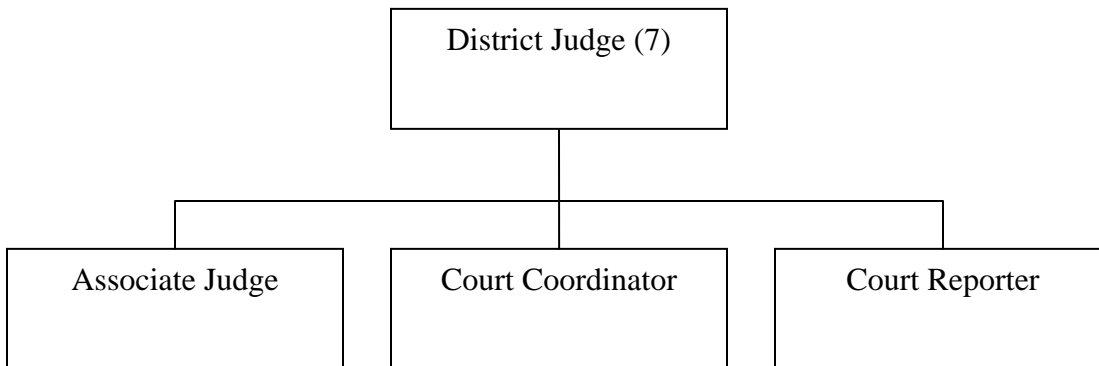 District Judge (7)
Associate Judge
Court Coordinator
Court Reporter